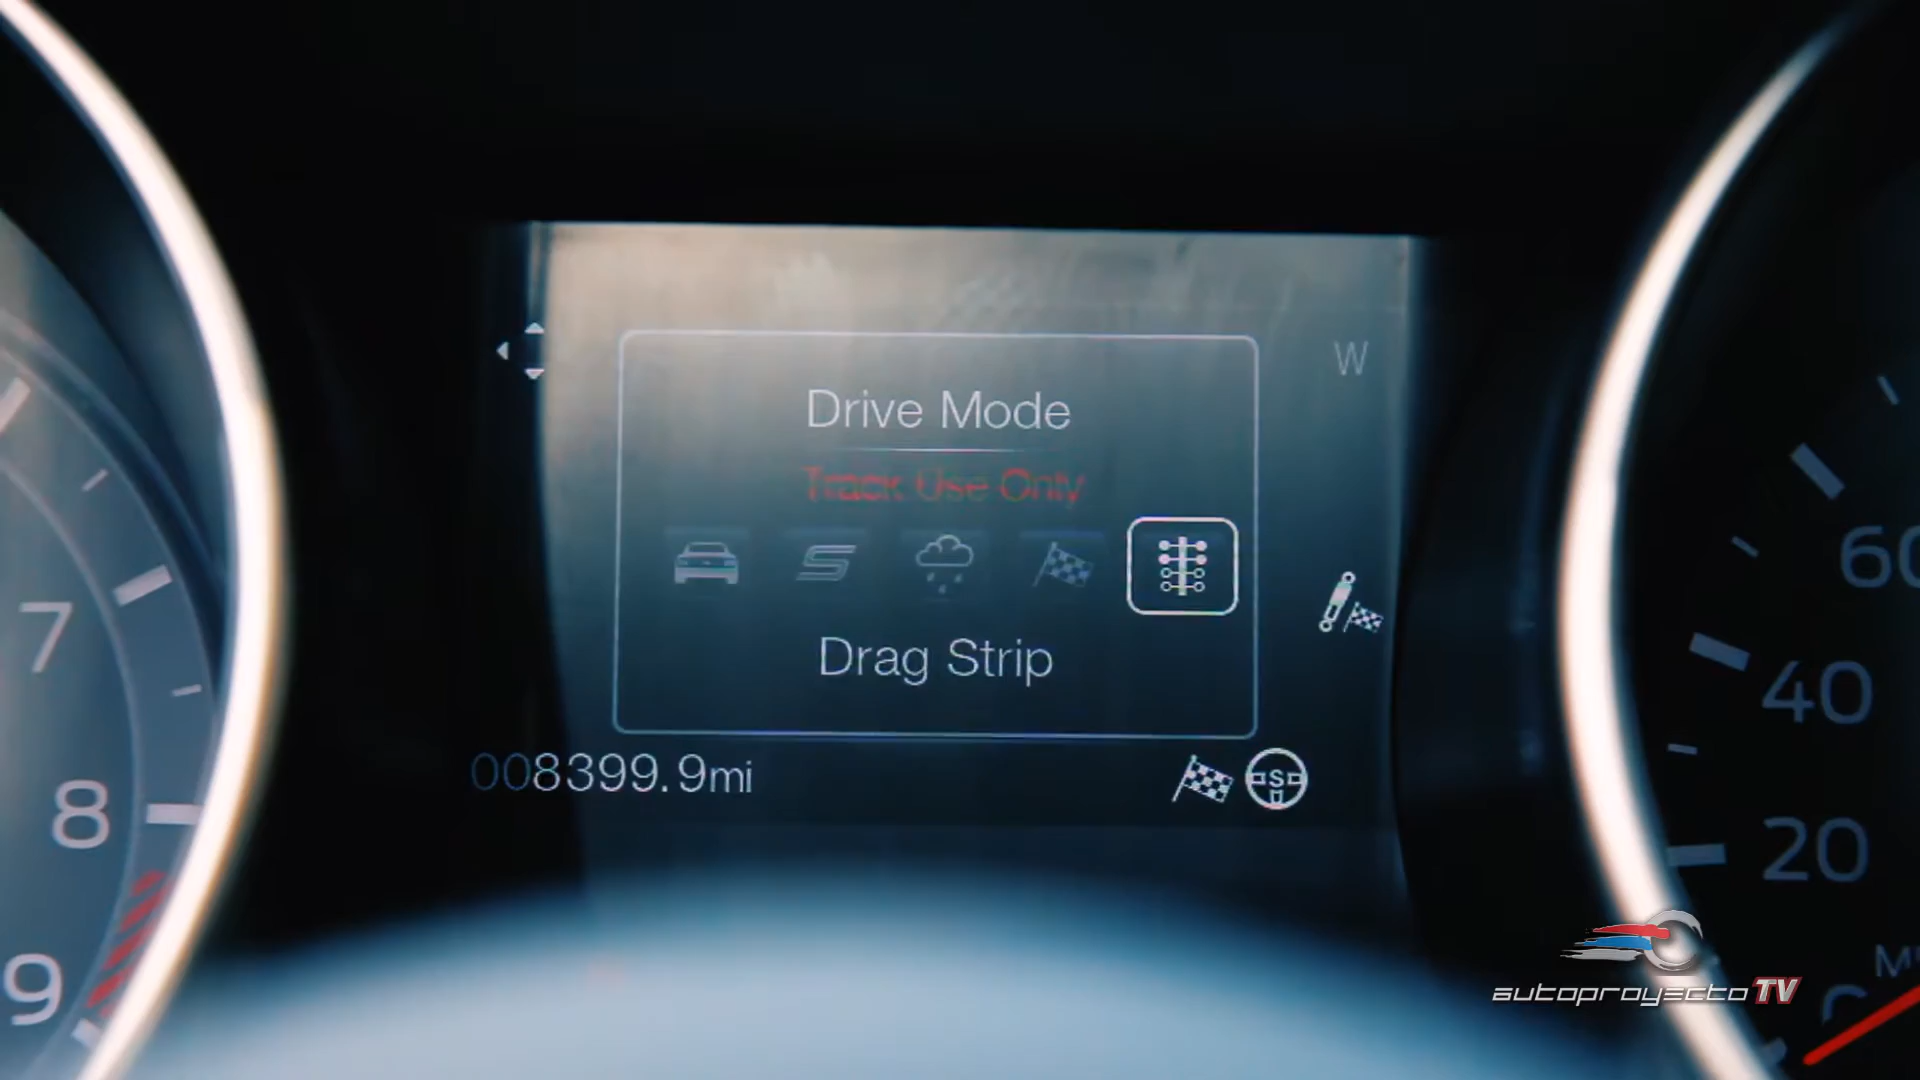 W
Drive Mode
Track Use Only
S
Drag Strip
008399.9mi
S
7
8
9
60
40
20
autoproyecto TV